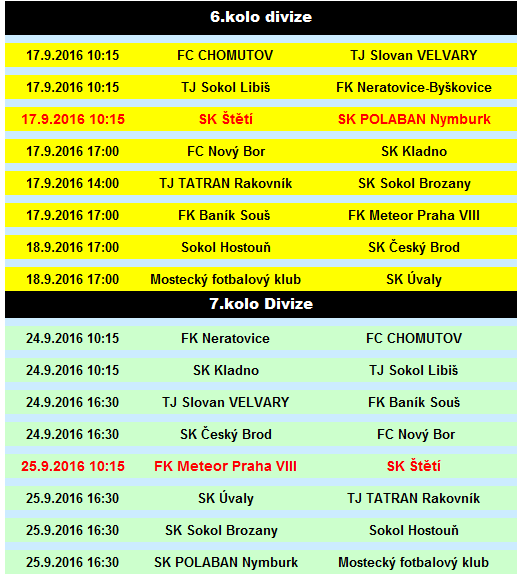 6.kolo divize
17.9.2016 10:15 FC CHOMUTOV TJ Slovan VELVARY
17.9.2016 10:15 TJ Sokol Libiš FK Neratovice-Byškovice
17.9.2016 10:15 SK Štětí SK POLABAN Nymburk
17.9.2016 17:00 FC Nový Bor SK Kladno
17.9.2016 14:00 TJ TATRAN Rakovník SK Sokol Brozany
17.9.2016 17:00 FK Baník Souš FK Meteor Praha VIII
18.9.2016 17:00 Sokol Hostouň SK Český Brod
18.9.2016 17:00 Mostecký fotbalový klub SK Úvaly
7.kolo Divize
24.9.2016 10:15 FK Neratovice FC CHOMUTOV
24.9.2016 10:15 SK Kladno TJ Sokol Libiš
24.9.2016 16:30 TJ Slovan VELVARY FK Baník Souš
24.9.2016 16:30 SK Český Brod FC Nový Bor
25.9.2016 10:15 FK Meteor Praha VIII SK Štětí
25.9.2016 16:30 SK Úvaly TJ TATRAN Rakovník
25.9.2016 16:30 SK Sokol Brozany Sokol Hostouň
25.9.2016 16:30 SK POLABAN Nymburk Mostecký fotbalový klub